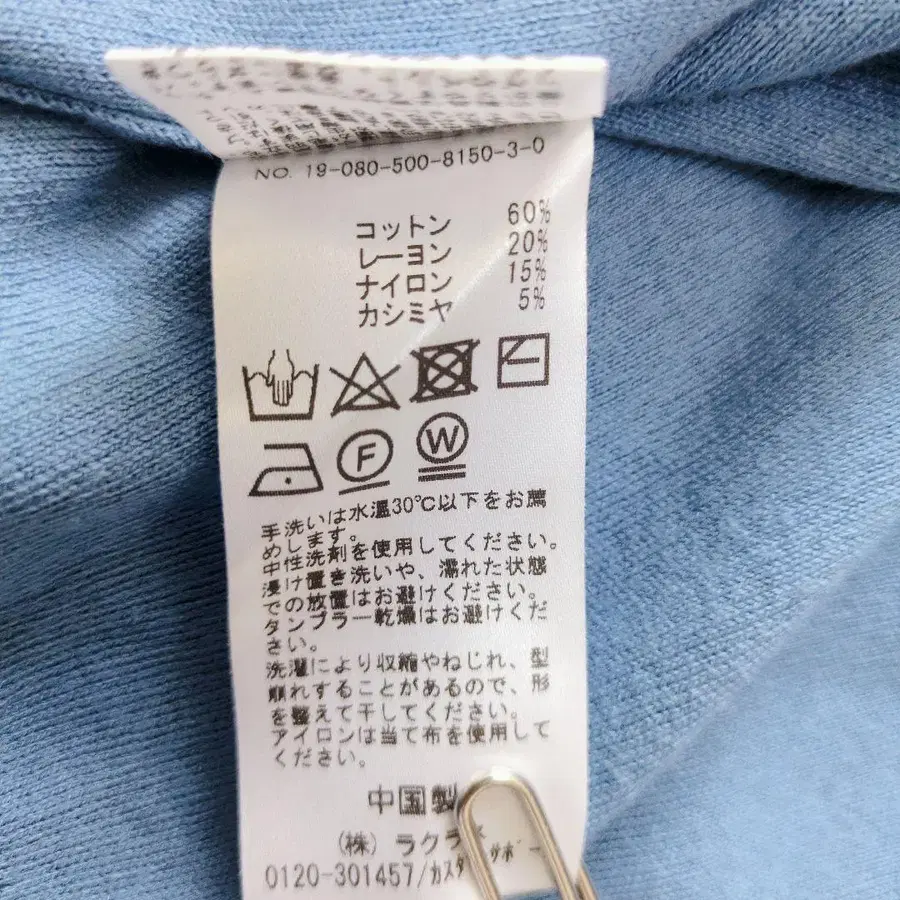 NO. 19-080-500-8150-3-0
コットン 60%
レーヨン 20%
ナイロン 15%
カシミヤ 5%
F
W
手洗いは水温30℃以下をお薦
めします。
中性洗剤を使用してください。
浸け置き洗いや、濡れた状態
での放置はお避けください。
タンブラー乾燥はお避けくだ
さい。
洗濯により収縮やねじれ、型
崩れすることがあるので、形
を整えて干してください。
アイロンは当て布を使用して
ください。
中国製
(株) ラクラ
0120-301457/カスタ サポー